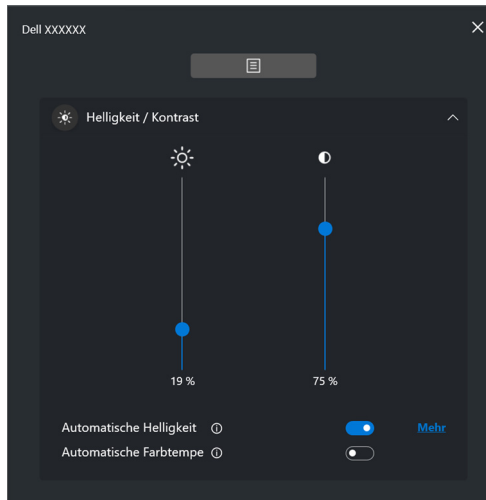 Dell XXXXXX
Helligkeit / Kontrast
19 % 75 %
Automatische Helligkeit Mehr
Automatische Farbtempe